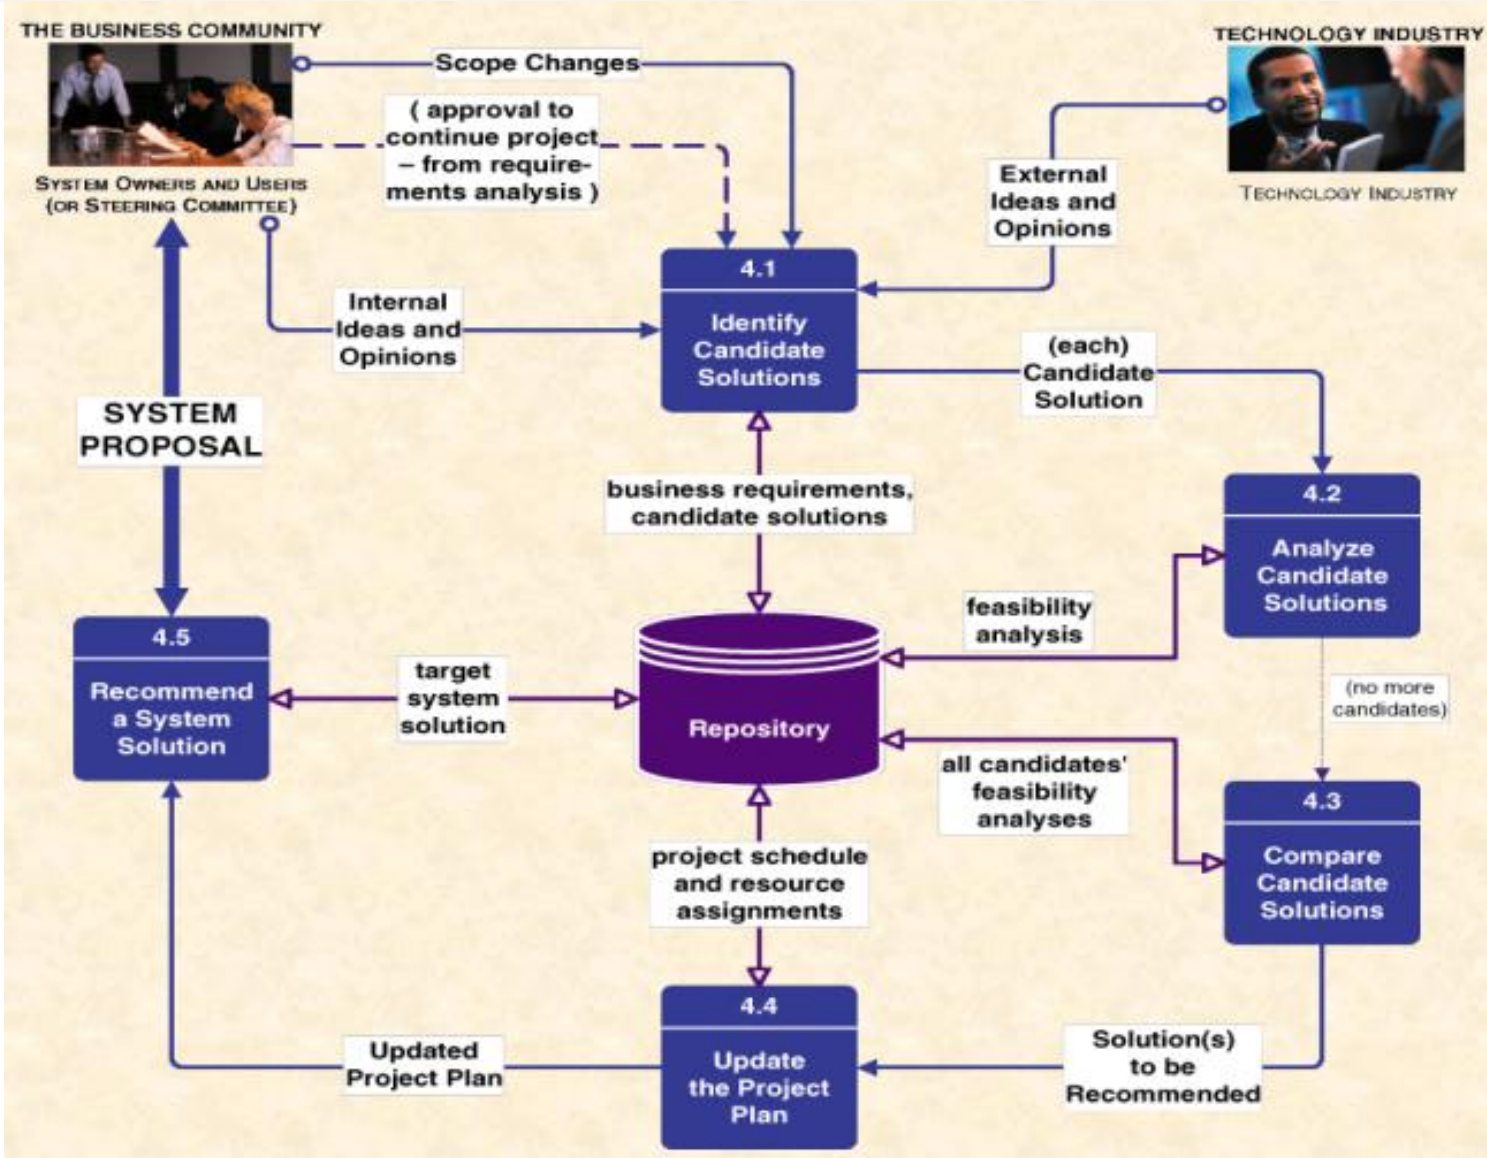 THE BUSINESS COMMUNITY
SYSTEM OWNERS AND USERS
(OR STEERING COMMITTEE)
TECHNOLOGY INDUSTRY
TECHNOLOGY INDUSTRY
Scope Changes
( approval to
continue project
– from require-
ments analysis )
External
Ideas and
Opinions
Internal
Ideas and
Opinions
4.1
Identify
Candidate
Solutions
(each)
Candidate
Solution
SYSTEM
PROPOSAL
business requirements,
candidate solutions
4.2
Analyze
Candidate
Solutions
feasibility
analysis
(no more
candidates)
4.5
Recommend
a System
Solution
target
system
solution
Repository
all candidates'
feasibility
analyses
4.3
Compare
Candidate
Solutions
project schedule
and resource
assignments
4.4
Update
the Project
Plan
Updated
Project Plan
Solution(s)
to be
Recommended